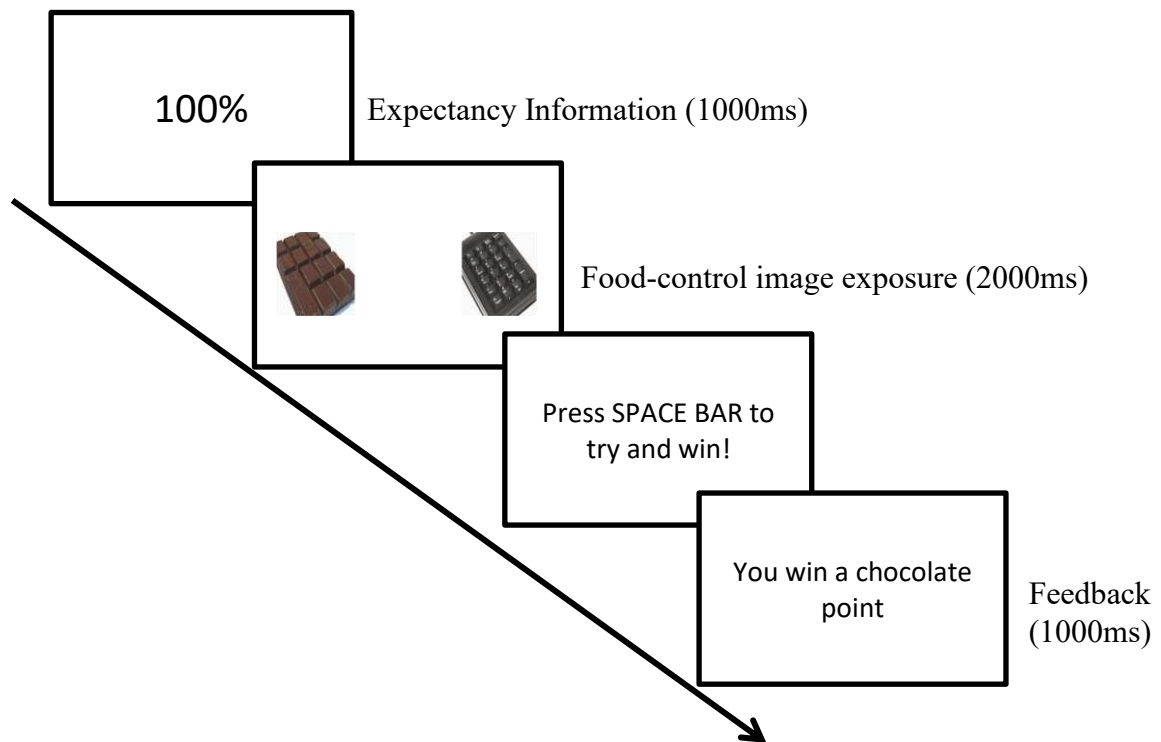 100%
Expectancy Information (1000ms)
Food-control image exposure (2000ms)
Press SPACE BAR to
try and win!
You win a chocolate
point
Feedback
(1000ms)